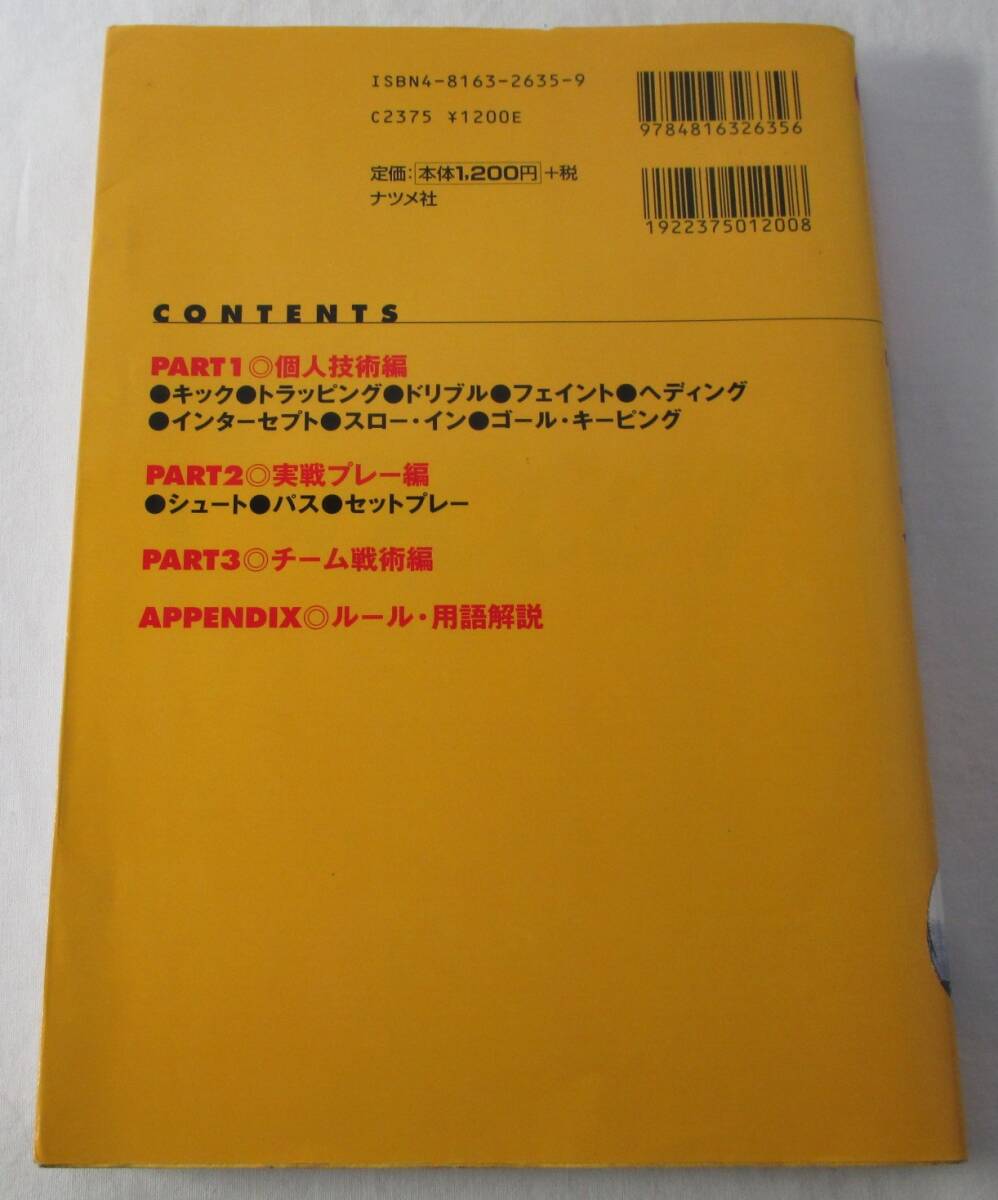 ISBN4-8163-2635-9
C2375 ¥1200E
9784816326356
定価:本体1,200円+税
ナツメ社
1922375012008
CONTENTS
PART1◎個人技術編
●キック●トラッピング●ドリブル●フェイント●ヘディング
●インターセプト●スロー・イン●ゴール・キーピング
PART2◎実戦プレー編
●シュート●パス●セットプレー
PART3◎チーム戦術編
APPENDIX◎ルール・用語解説